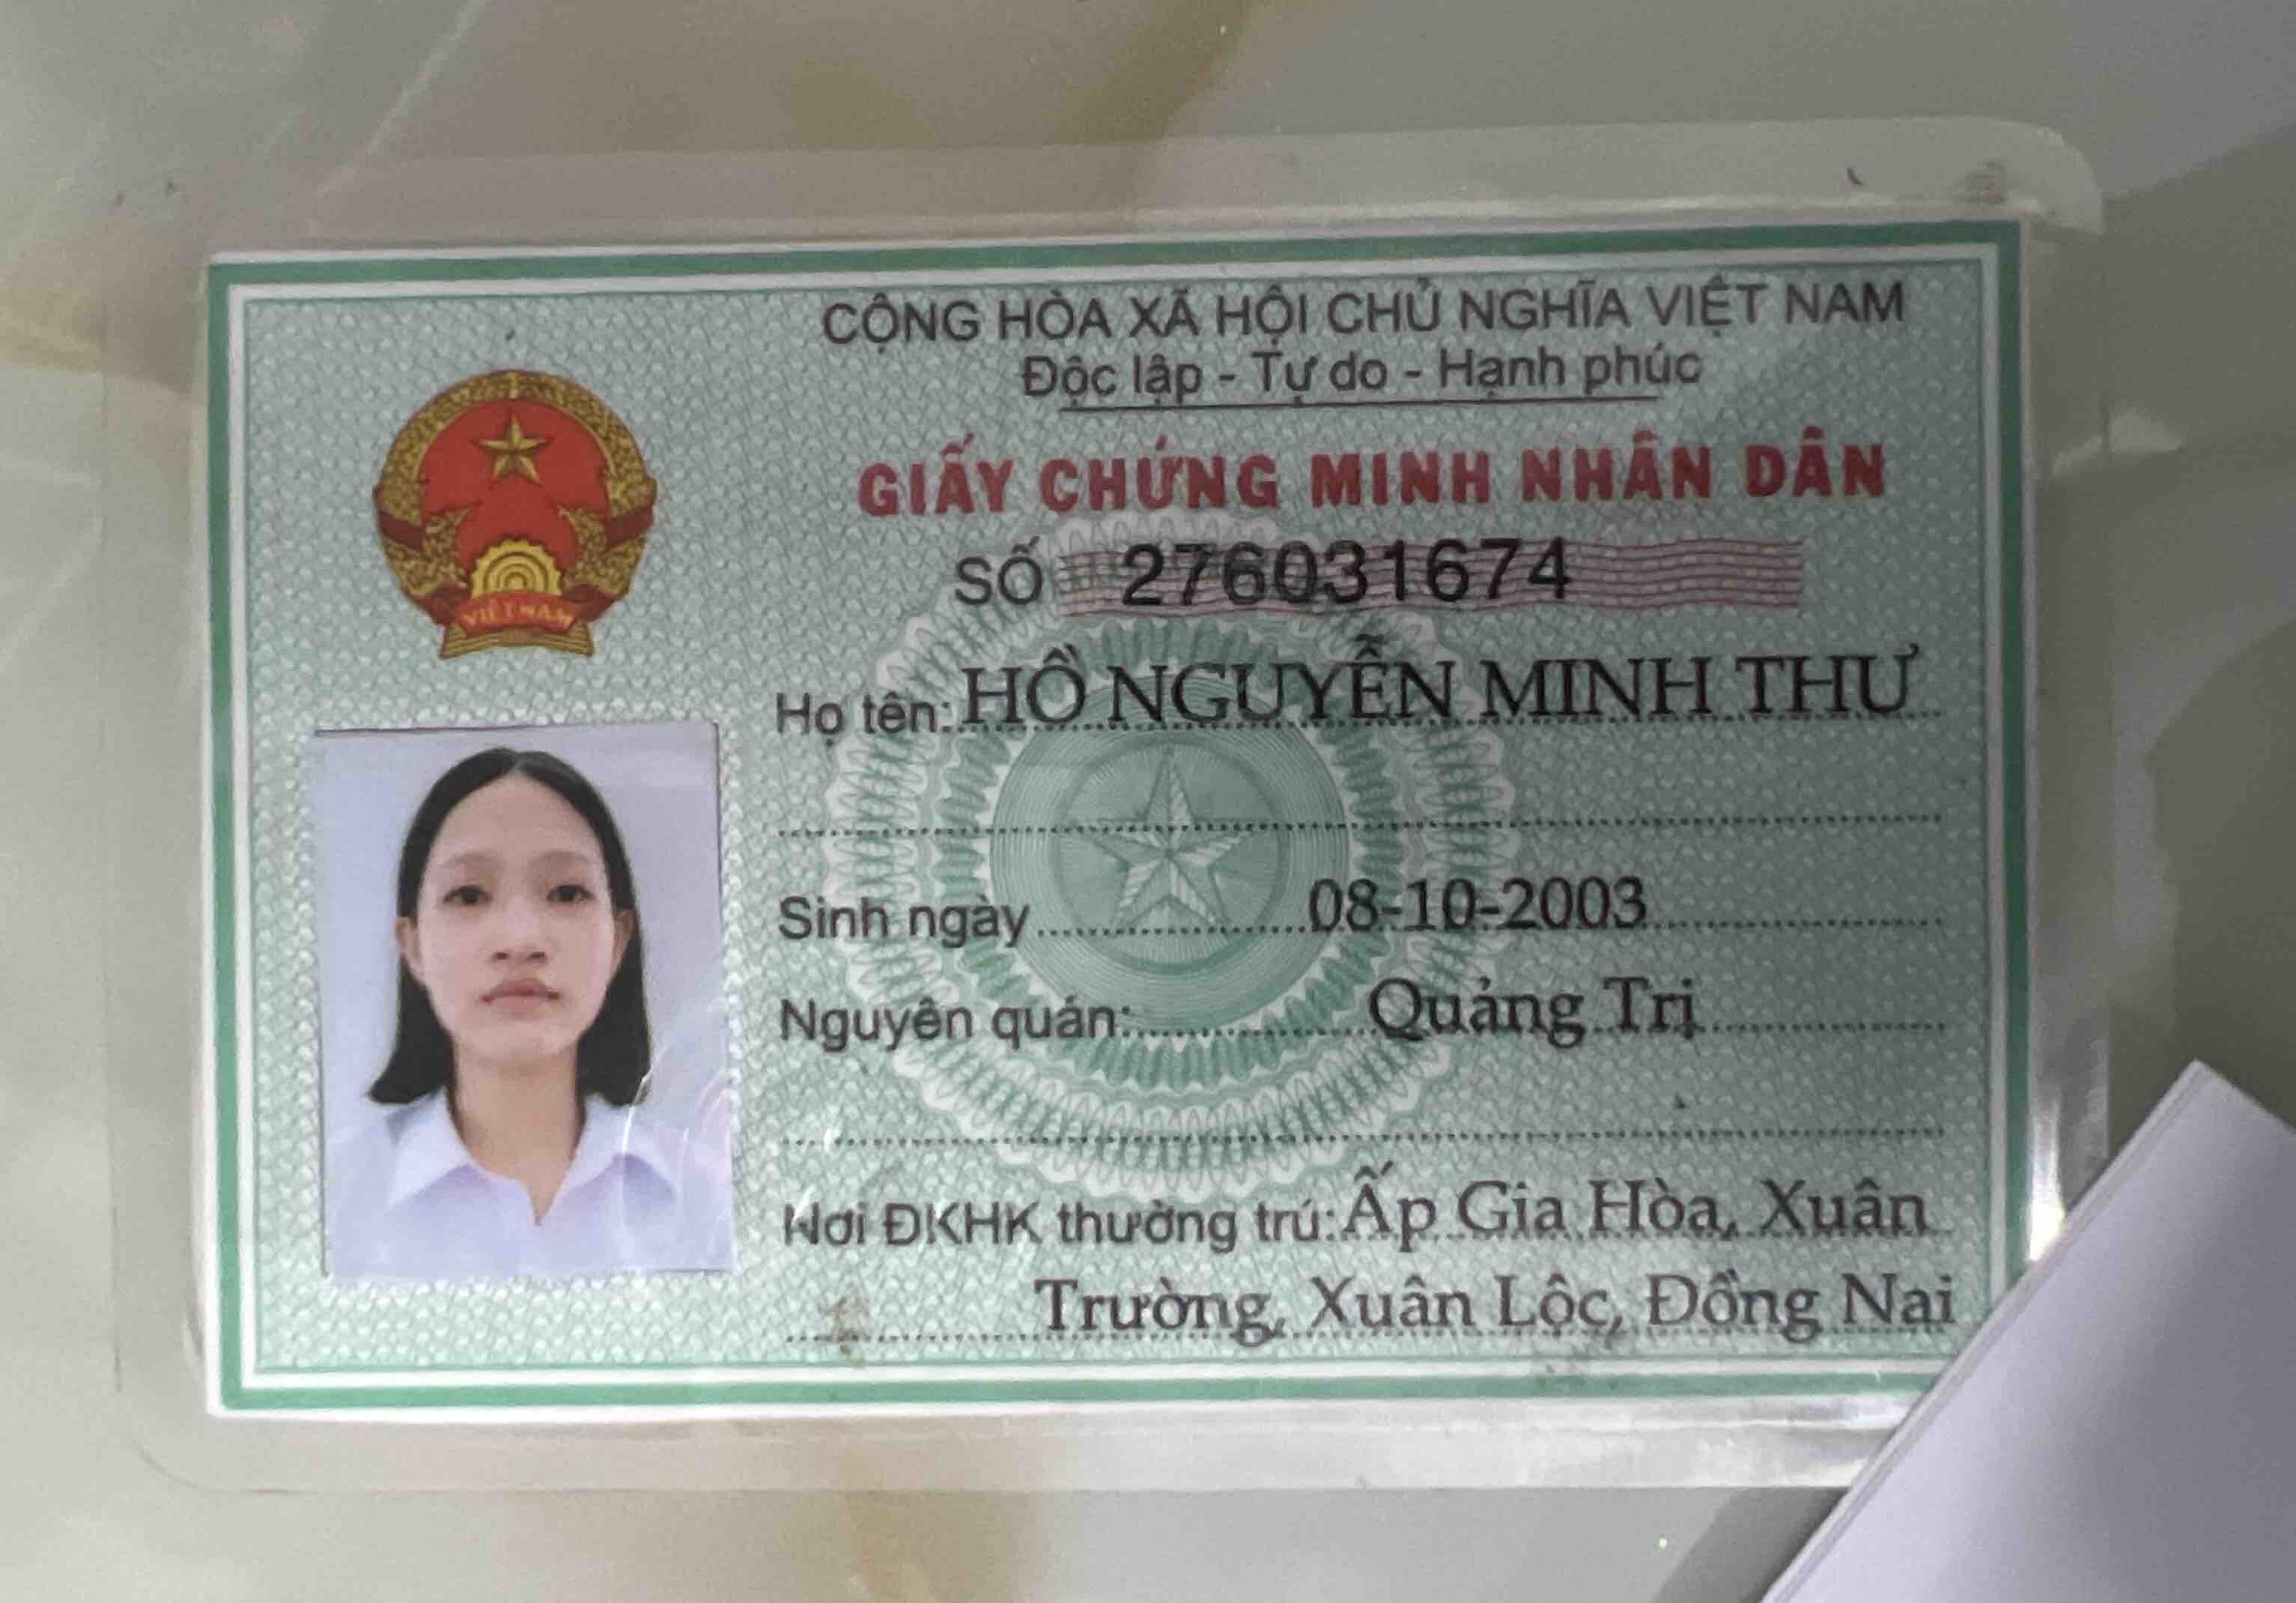 CỘNG HÒA XÃ HỘI CHỦ NGHĨA VIỆT NAM
Độc lập - Tự do - Hạnh phúc
GIẤY CHỨNG MINH NHÂN DÂN
SỐ 276031674
VIỆT NAM
Họ tên: HỒ NGUYỄN MINH THƯ
Sinh ngày 08-10-2003
Nguyên quán: Quảng Trị
Nơi ĐKHK thường trú: Ấp Gia Hòa, Xuân
Trường, Xuân Lộc, Đồng Nai